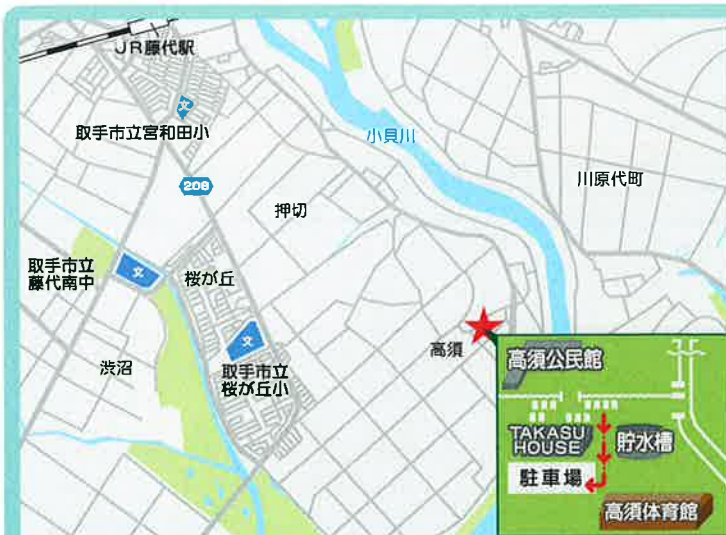 JR藤代駅
文
取手市立宮和田小
小貝川
川原代町
208
押切
取手市立
藤代南中
文
桜が丘
文
高須
渋沼
取手市立
桜が丘小
高須公民館
TAKASU
HOUSE
貯水槽
駐車場
高須体育館